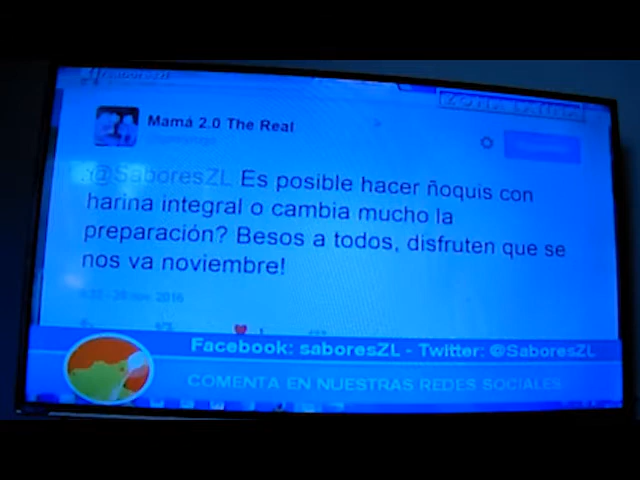 Mamá 2.0 The Real
@SaboresZL Es posible hacer ñoquis con
harina integral o cambia mucho la
preparación? Besos a todos, disfruten que se
nos va noviembre!
Facebook: saboresZL - Twitter: @SaboresZL
COMENTA EN NUESTRAS REDES SOCIALES